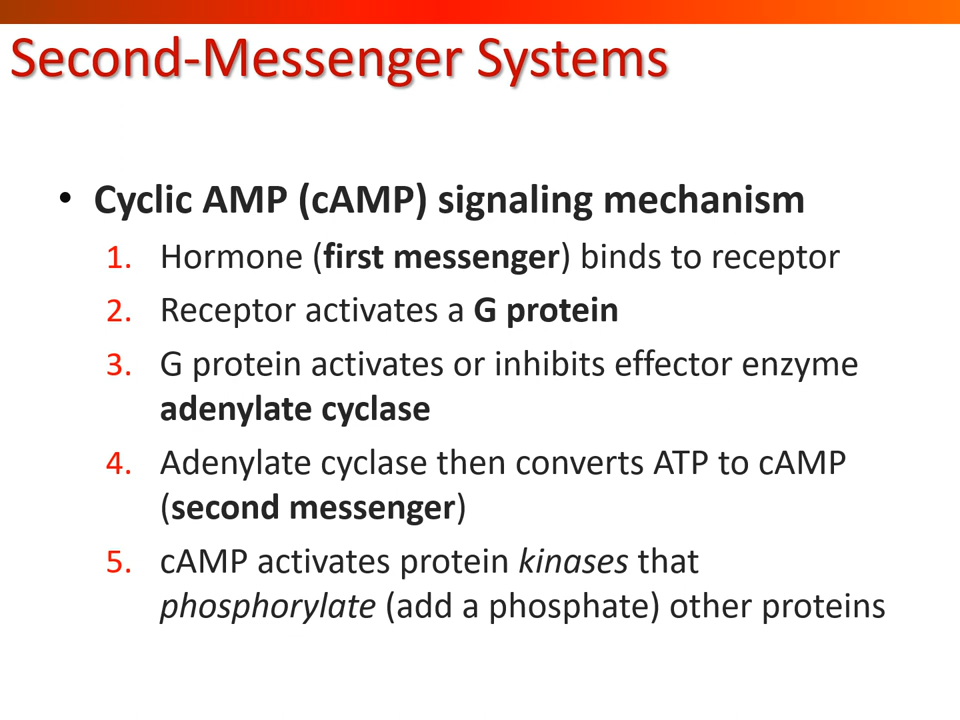 Second-Messenger Systems
• Cyclic AMP (cAMP) signaling mechanism
1. Hormone (first messenger) binds to receptor
2. Receptor activates a G protein
3. G protein activates or inhibits effector enzyme
adenylate cyclase
4. Adenylate cyclase then converts ATP to cAMP
(second messenger)
5. cAMP activates protein kinases that
phosphorylate (add a phosphate) other proteins